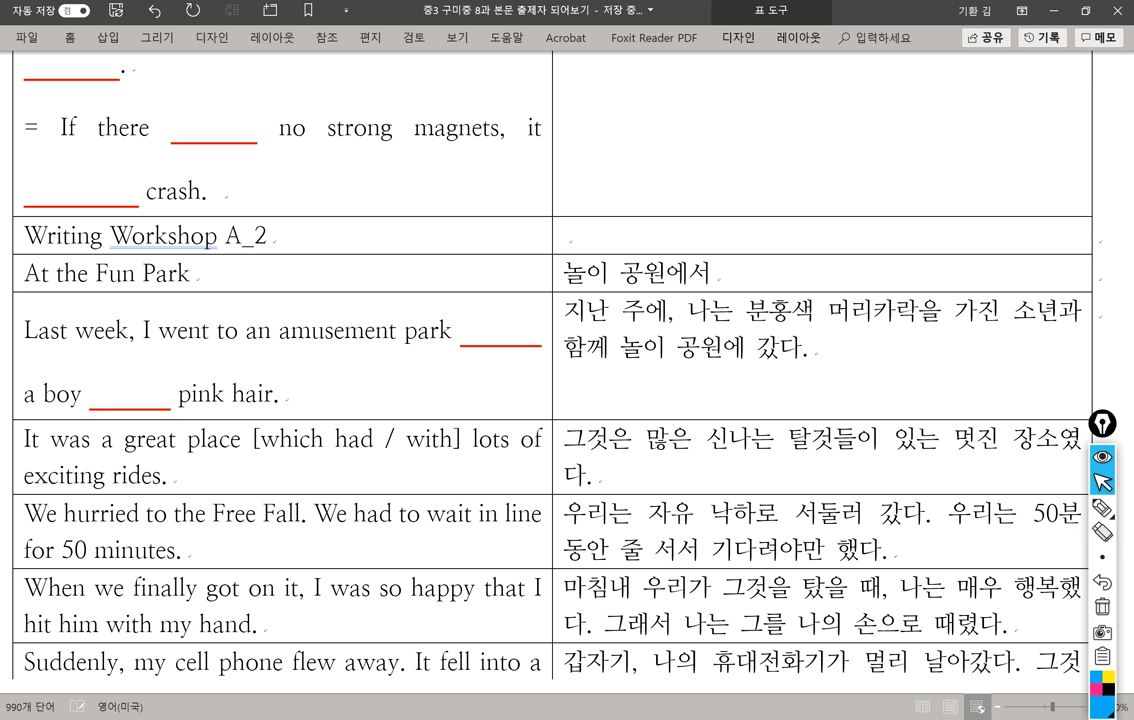 자동 저장 끔 중3 구미중 8과 본문 출제자 되어보기 - 저장 중... 표 도구 기환 김
파일 홈 삽입 그리기 디자인 레이아웃 참조 편지 검토 보기 도움말 Acrobat Foxit Reader PDF 디자인 레이아웃 입력하세요 공유 기록 메모
________.
= If there ________ no strong magnets, it
________ crash.
Writing Workshop A_2
At the Fun Park
놀이 공원에서
Last week, I went to an amusement park ________
a boy ________ pink hair.
지난 주에, 나는 분홍색 머리카락을 가진 소년과
함께 놀이 공원에 갔다.
It was a great place [which had / with] lots of
exciting rides.
그것은 많은 신나는 탈것들이 있는 멋진 장소였
다.
We hurried to the Free Fall. We had to wait in line
for 50 minutes.
우리는 자유 낙하로 서둘러 갔다. 우리는 50분
동안 줄 서서 기다려야만 했다.
When we finally got on it, I was so happy that I
hit him with my hand.
마침내 우리가 그것을 탔을 때, 나는 매우 행복했
다. 그래서 나는 그를 나의 손으로 때렸다.
Suddenly, my cell phone flew away. It fell into a
갑자기, 나의 휴대전화기가 멀리 날아갔다. 그것
990개 단어 영어(미국)